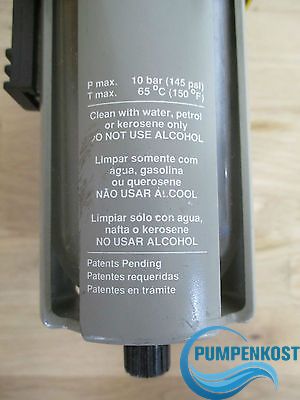 P max. 10 bar (145 psi)
T max. 65 °C (150 °F)
Clean with water, petrol
or kerosene only
DO NOT USE ALCOHOL
Limpar somente com
agua, gasolina
ou querosene
NÃO USAR ÁLCOOL
Limpiar sólo con agua,
nafta o kerosene
NO USAR ALCOHOL
Patents Pending
Patentes requeridas
Patentes en trámite
PUMPENKOST